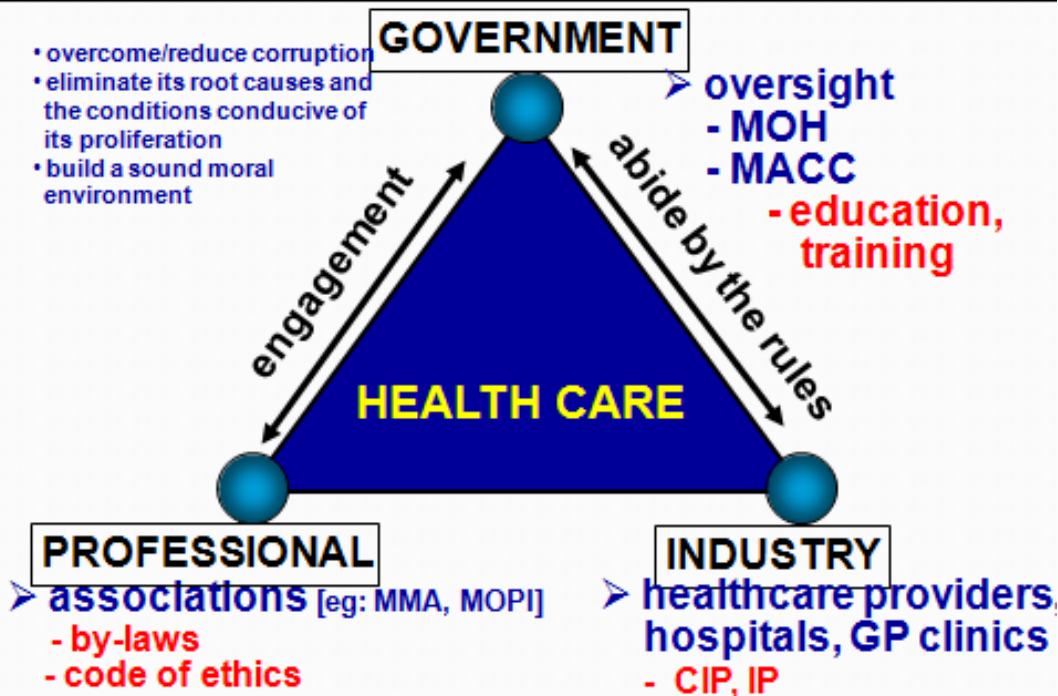 GOVERNMENT
• overcome/reduce corruption
• eliminate its root causes and
the conditions conducive of
its proliferation
• build a sound moral
environment
➢ oversight
- MOH
- MACC
- education,
training
engagement
abide by the rules
HEALTH CARE
PROFESSIONAL
➢ associations [eg: MMA, MOPI]
- by-laws
- code of ethics
INDUSTRY
➢ healthcare providers,
hospitals, GP clinics
- CIP, IP